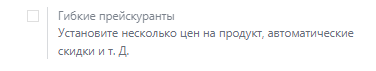 Гибкие прейскуранты
Установите несколько цен на продукт, автоматические
скидки и т. Д.